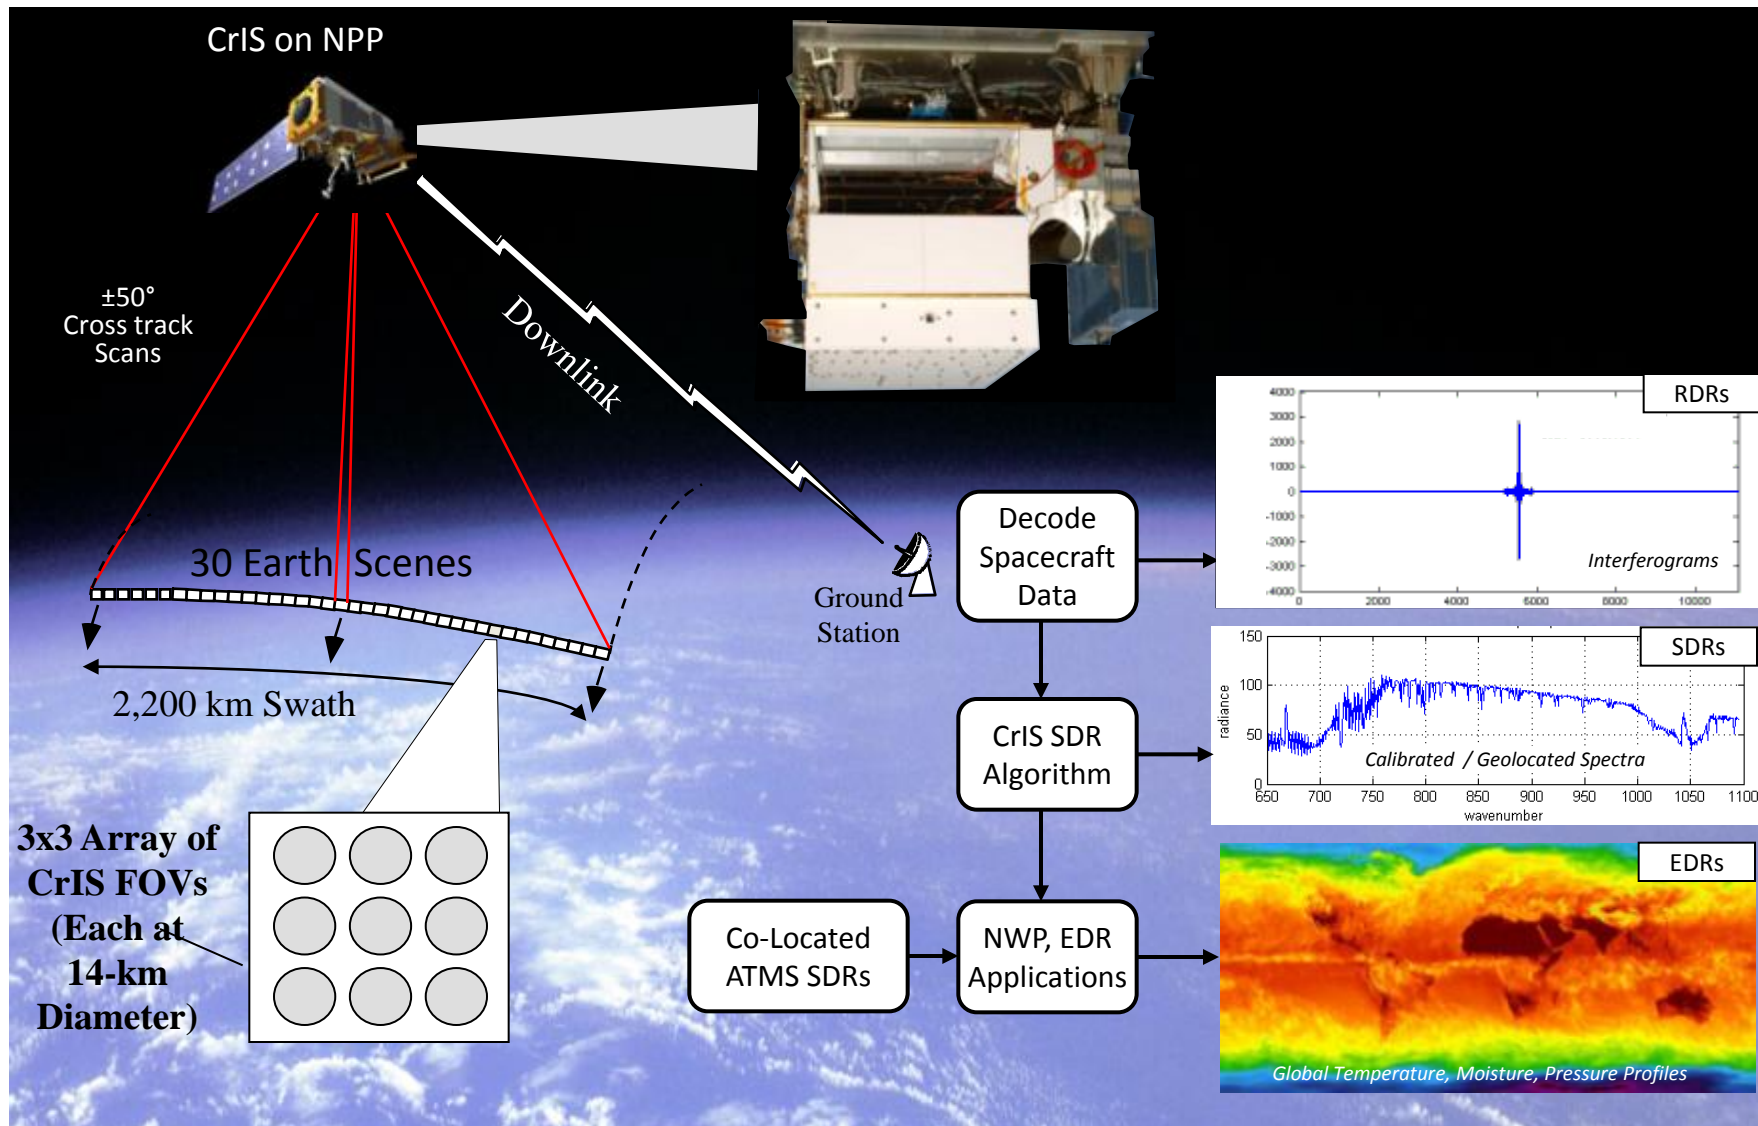 CrIS on NPP
±50°
Cross track
Scans
Downlink
30 Earth Scenes
2,200 km Swath
3x3 Array of
CrIS FOVs
(Each at
14-km
Diameter)
Ground
Station
Decode
Spacecraft
Data
CrIS SDR
Algorithm
Co-Located
ATMS SDRs
NWP, EDR
Applications
RDRs
4000
3000
2000
1000
0
-1000
-2000
-3000
-4000
0
2000
4000
6000
8000
10000
Interferograms
SDRs
150
100
50
0
radiance
Calibrated / Geolocated Spectra
650
700
750
800
850
900
950
1000
1050
1100
wavenumber
EDRs
Global Temperature, Moisture, Pressure Profiles